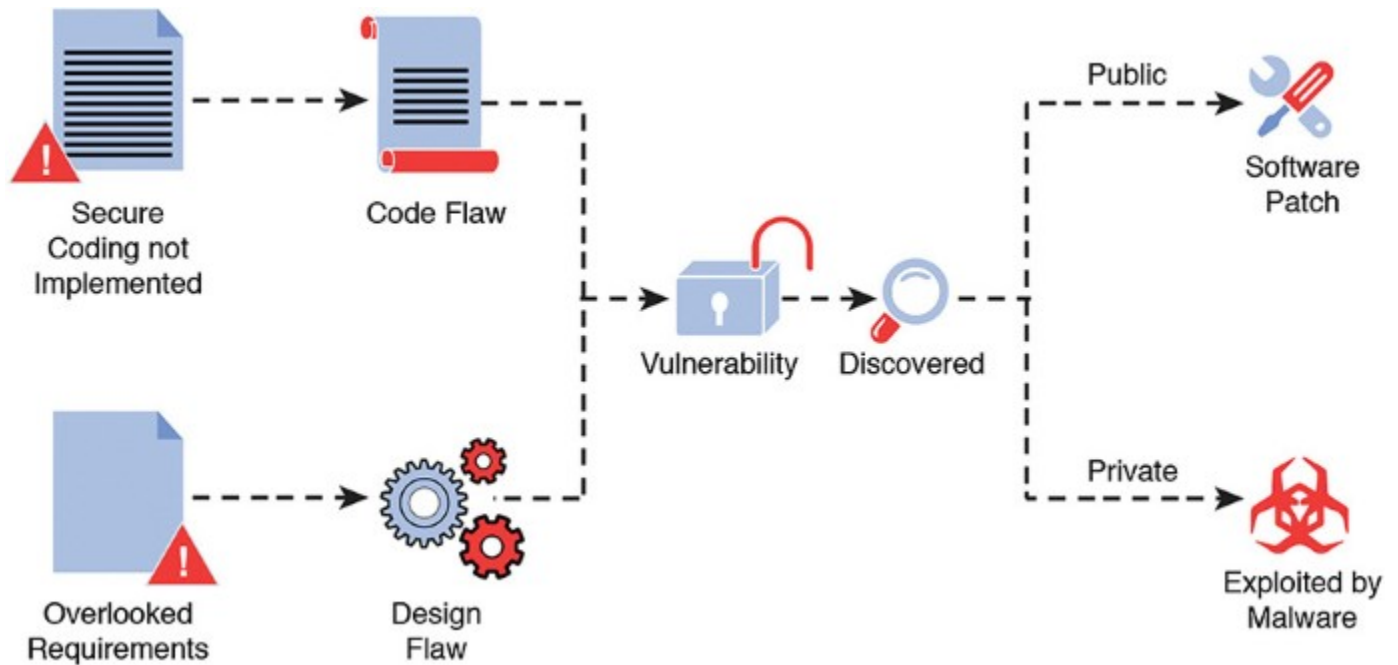 Secure
Coding not
Implemented
Code Flaw
Overlooked
Requirements
Design
Flaw
Vulnerability
Discovered
Public
Software
Patch
Private
Exploited by
Malware